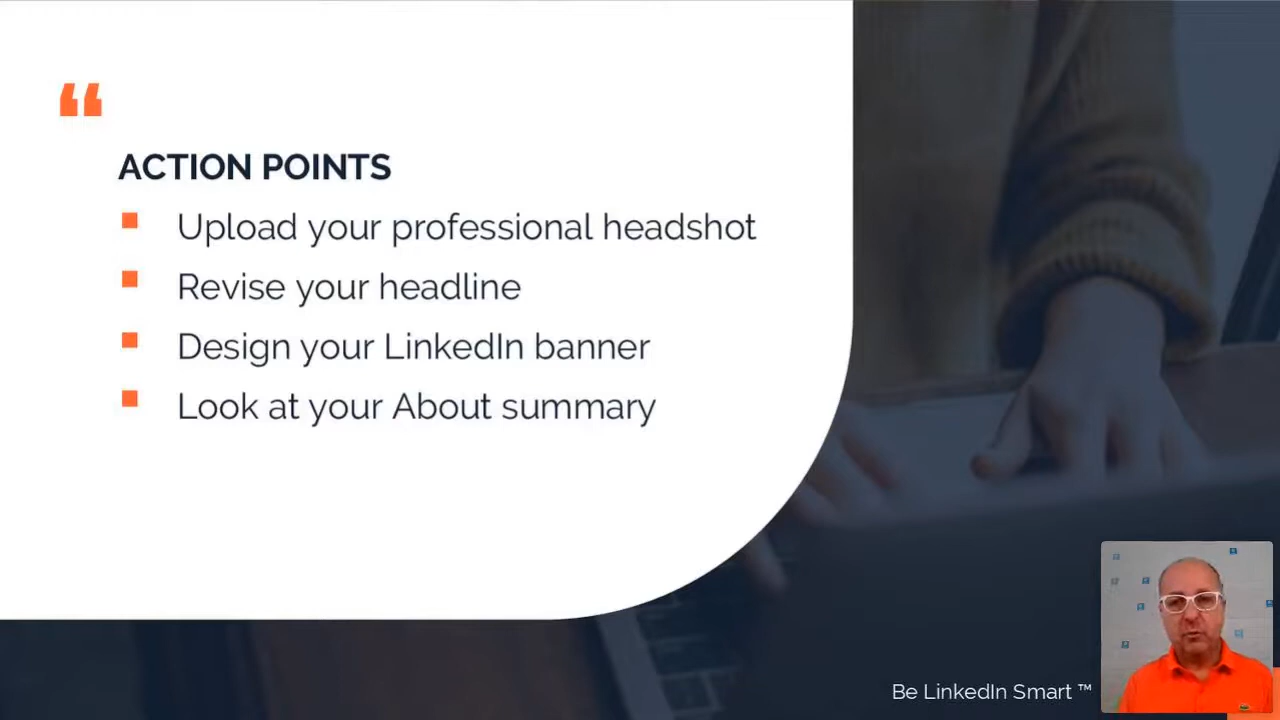 “
ACTION POINTS
Upload your professional headshot
Revise your headline
Design your LinkedIn banner
Look at your About summary
Be LinkedIn Smart ™